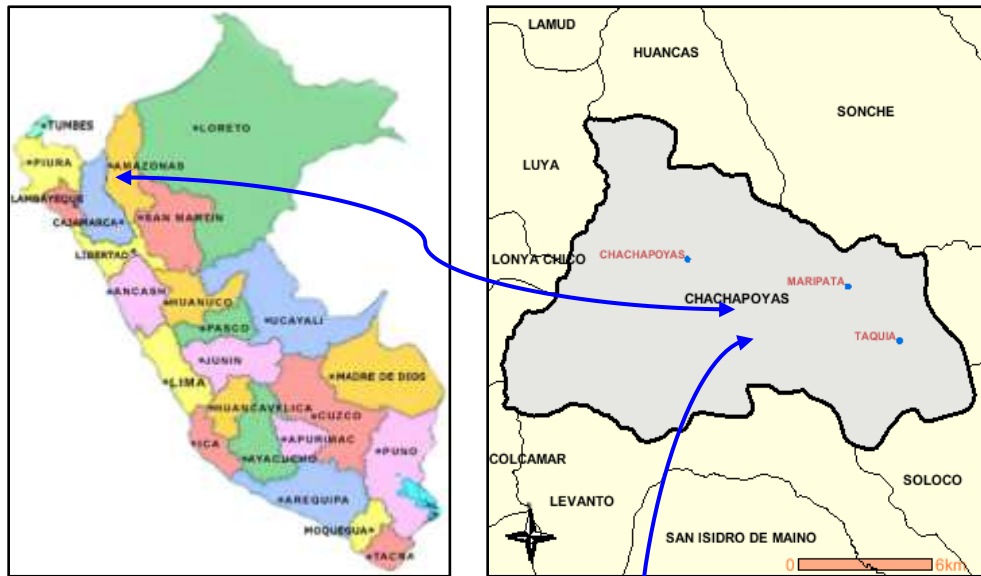 TUMBES
LORETO
PIURA
AMAZONAS
LAMBAYEQUE
SAN MARTIN
CAJAMARCA
LIBERTAD
ANCASH
HUANUCO
PASCO
UCAYALI
JUNIN
LIMA
MADRE DE DIOS
HUANCAVELICA
CUZCO
ICA
APURIMAC
PUNO
AYACUCHO
AREQUIPA
MOQUEGUA
TACNA
LAMUD
HUANCAS
SONCHE
LUYA
LONYA CHICO
CHACHAPOYAS
MARIPATA
CHACHAPOYAS
TAQUIA
COLCAMAR
SOLOCO
LEVANTO
SAN ISIDRO DE MAINO
0 6km